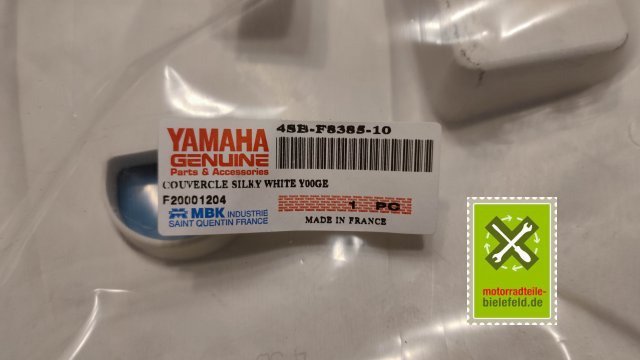 4SB-F8385-10
YAMAHA
GENUINE
Parts & Accessories
COUVERCLE SILKY WHITE Y00GE
F20001204
1 PC
MBK INDUSTRIE
SAINT QUENTIN FRANCE
MADE IN FRANCE
motorradteile-
bielefeld.de